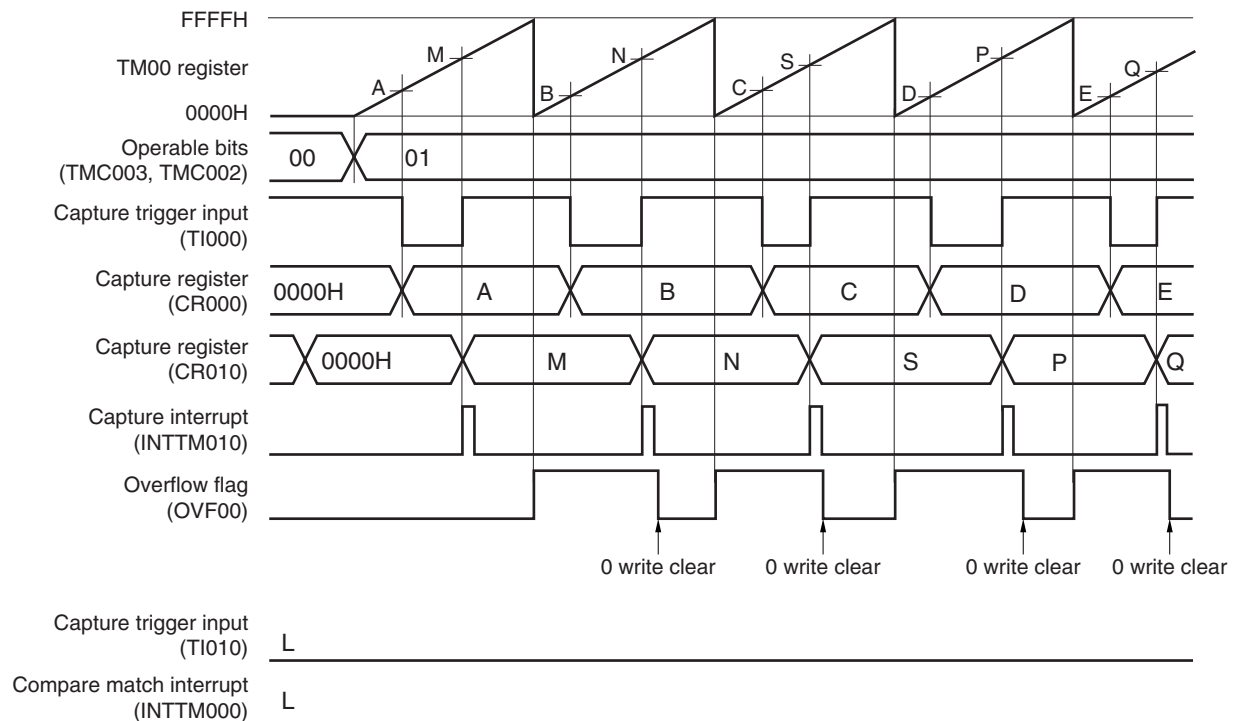 FFFFH
TM00 register
0000H
A
M
B
N
C
S
D
P
E
Q
Operable bits
(TMC003, TMC002)
00
01
Capture trigger input
(TI000)
Capture register
(CR000)
0000H
A
B
C
D
E
Capture register
(CR010)
0000H
M
N
S
P
Q
Capture interrupt
(INTTM010)
Overflow flag
(OVF00)
0 write clear
0 write clear
0 write clear
0 write clear
Capture trigger input
(TI010)
L
Compare match interrupt
(INTTM000)
L